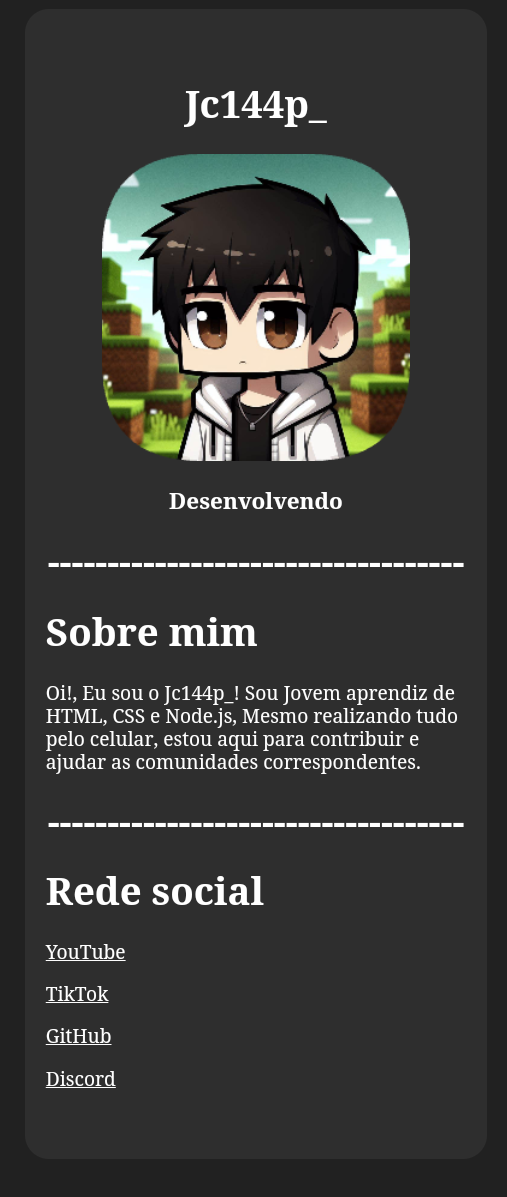 Jc144p_
Desenvolvendo
-----------------------------------
Sobre mim
Oi!, Eu sou o Jc144p_! Sou Jovem aprendiz de
HTML, CSS e Node.js, Mesmo realizando tudo
pelo celular, estou aqui para contribuir e
ajudar as comunidades correspondentes.
-----------------------------------
Rede social
YouTube
TikTok
GitHub
Discord